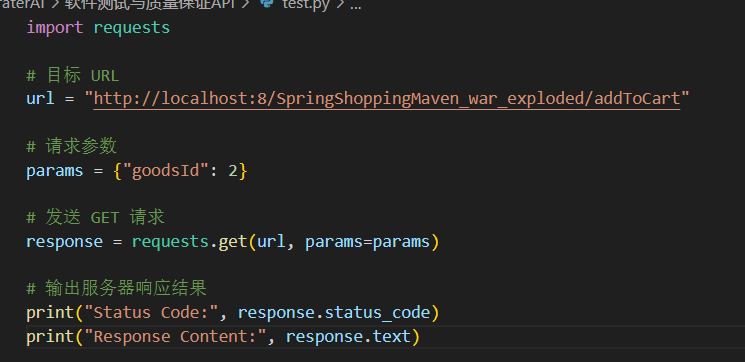 raterAI > 软件测试与质量保证API > test.py > ...
import requests
# 目标 URL
url = "http://localhost:8/SpringShoppingMaven_war_exploded/addToCart"
# 请求参数
params = {"goodsId": 2}
# 发送 GET 请求
response = requests.get(url, params=params)
# 输出服务器响应结果
print("Status Code:", response.status_code)
print("Response Content:", response.text)